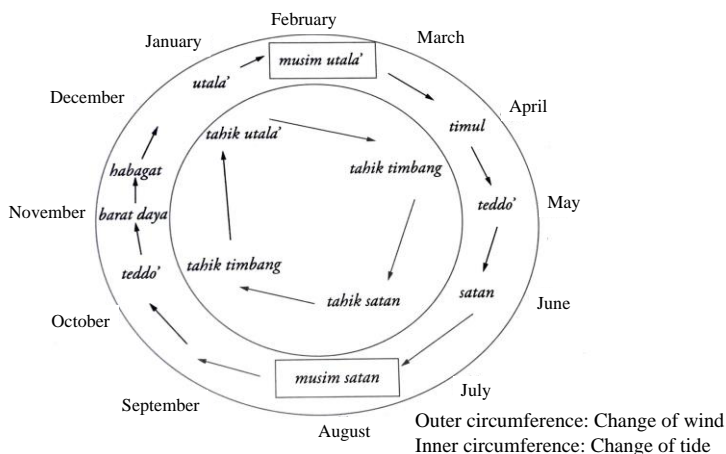 February
January
musim utala’
March
utala’
December
April
tahik utala’
timul
habagat
tahik timbang
November
barat daya
teddo’
May
teddo’
tahik timbang
satan
tahik satan
June
October
musim satan
July
September
August
Outer circumference: Change of wind
Inner circumference: Change of tide